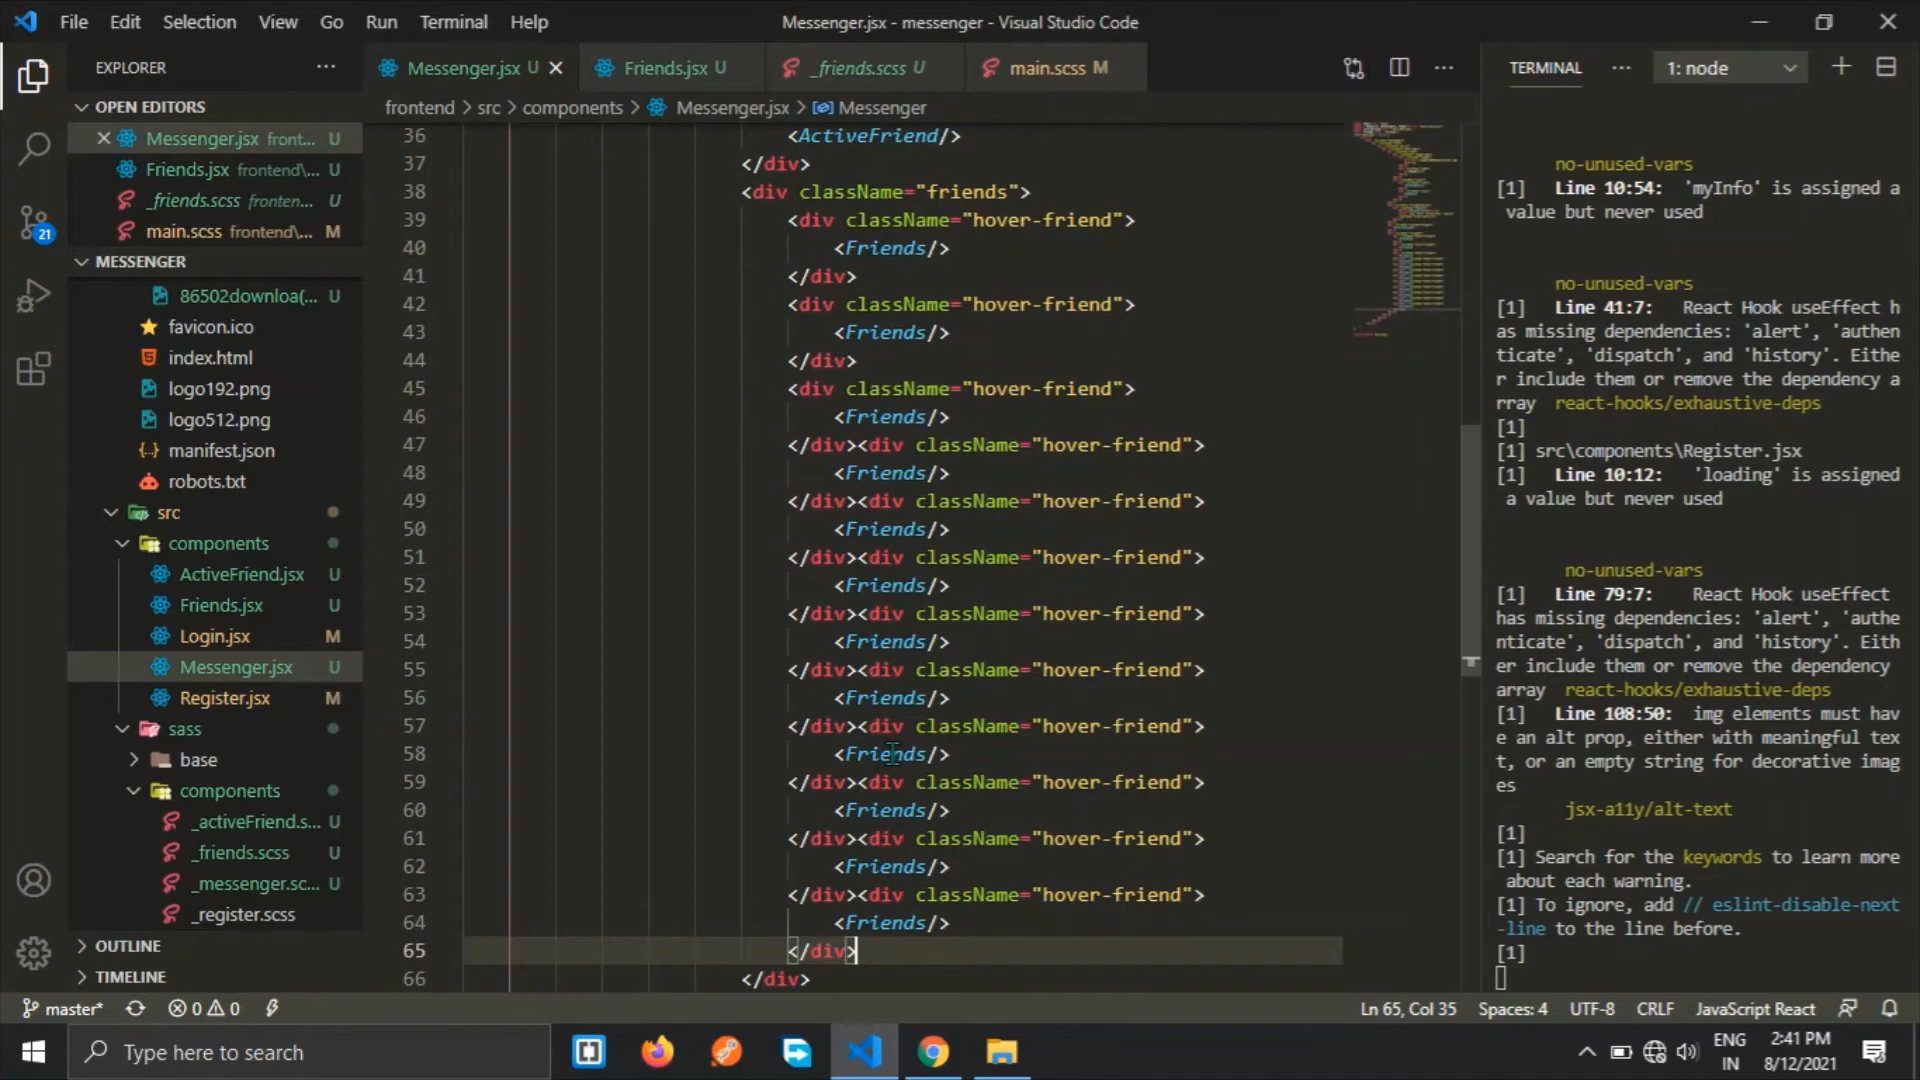 File Edit Selection View Go Run Terminal Help
Messenger.jsx - messenger - Visual Studio Code
EXPLORER
OPEN EDITORS
Messenger.jsx front... U
Friends.jsx frontend\... U
_friends.scss fronten... U
main.scss frontend\... M
MESSENGER
86502downloa(... U
favicon.ico
index.html
logo192.png
logo512.png
manifest.json
robots.txt
src
components
ActiveFriend.jsx U
Friends.jsx U
Login.jsx M
Messenger.jsx U
Register.jsx M
sass
base
components
_activeFriend.s... U
_friends.scss U
_messenger.sc... U
_register.scss
OUTLINE
TIMELINE
21
Messenger.jsx U
Friends.jsx U
_friends.scss U
main.scss M
frontend > src > components > Messenger.jsx > Messenger
36 <ActiveFriend/>
37 </div>
38 <div className="friends">
39 <div className="hover-friend">
40 <Friends/>
41 </div>
42 <div className="hover-friend">
43 <Friends/>
44 </div>
45 <div className="hover-friend">
46 <Friends/>
47 </div><div className="hover-friend">
48 <Friends/>
49 </div><div className="hover-friend">
50 <Friends/>
51 </div><div className="hover-friend">
52 <Friends/>
53 </div><div className="hover-friend">
54 <Friends/>
55 </div><div className="hover-friend">
56 <Friends/>
57 </div><div className="hover-friend">
58 <Friends/>
59 </div><div className="hover-friend">
60 <Friends/>
61 </div><div className="hover-friend">
62 <Friends/>
63 </div><div className="hover-friend">
64 <Friends/>
65 </div>
66 </div>
TERMINAL
1: node
no-unused-vars
[1] Line 10:54: 'myInfo' is assigned a
value but never used
no-unused-vars
[1] Line 41:7: React Hook useEffect h
as missing dependencies: 'alert', 'authen
ticate', 'dispatch', and 'history'. Eithe
r include them or remove the dependency a
rray react-hooks/exhaustive-deps
[1]
[1] src\components\Register.jsx
[1] Line 10:12: 'loading' is assigned
a value but never used
no-unused-vars
[1] Line 79:7: React Hook useEffect
has missing dependencies: 'alert', 'authe
nticate', 'dispatch', and 'history'. Eith
er include them or remove the dependency
array react-hooks/exhaustive-deps
[1] Line 108:50: img elements must hav
e an alt prop, either with meaningful tex
t, or an empty string for decorative imag
es
jsx-a11y/alt-text
[1]
[1] Search for the keywords to learn more
about each warning.
[1] To ignore, add // eslint-disable-next
-line to the line before.
[1]
master* 0 0
Ln 65, Col 35 Spaces: 4 UTF-8 CRLF JavaScript React
Type here to search
ENG
IN
2:41 PM
8/12/2021